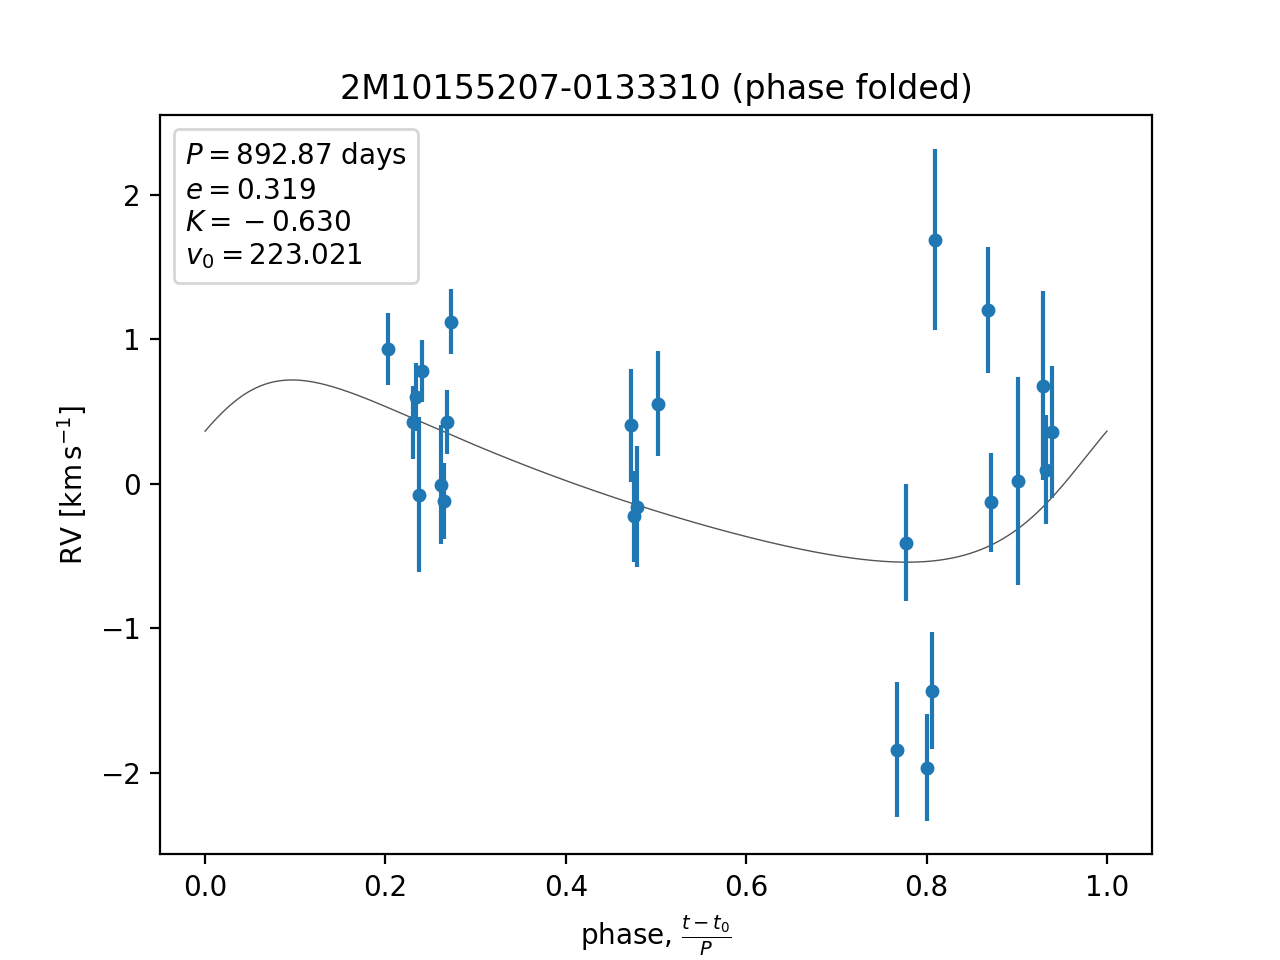 2M10155207-0133310 (phase folded)
P = 892.87 days
e = 0.319
K = −0.630
v₀ = 223.021
RV [km s⁻¹]
2
1
0
−1
−2
0.0 0.2 0.4 0.6 0.8 1.0
phase, (t − t₀)/P